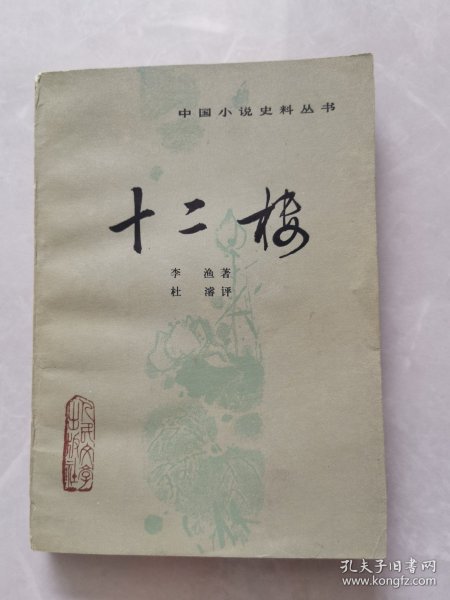 中国小说史料丛书
十二楼
李 渔著
杜 濬评
人民文学
出版社
孔夫子旧书网
www.kongfz.com